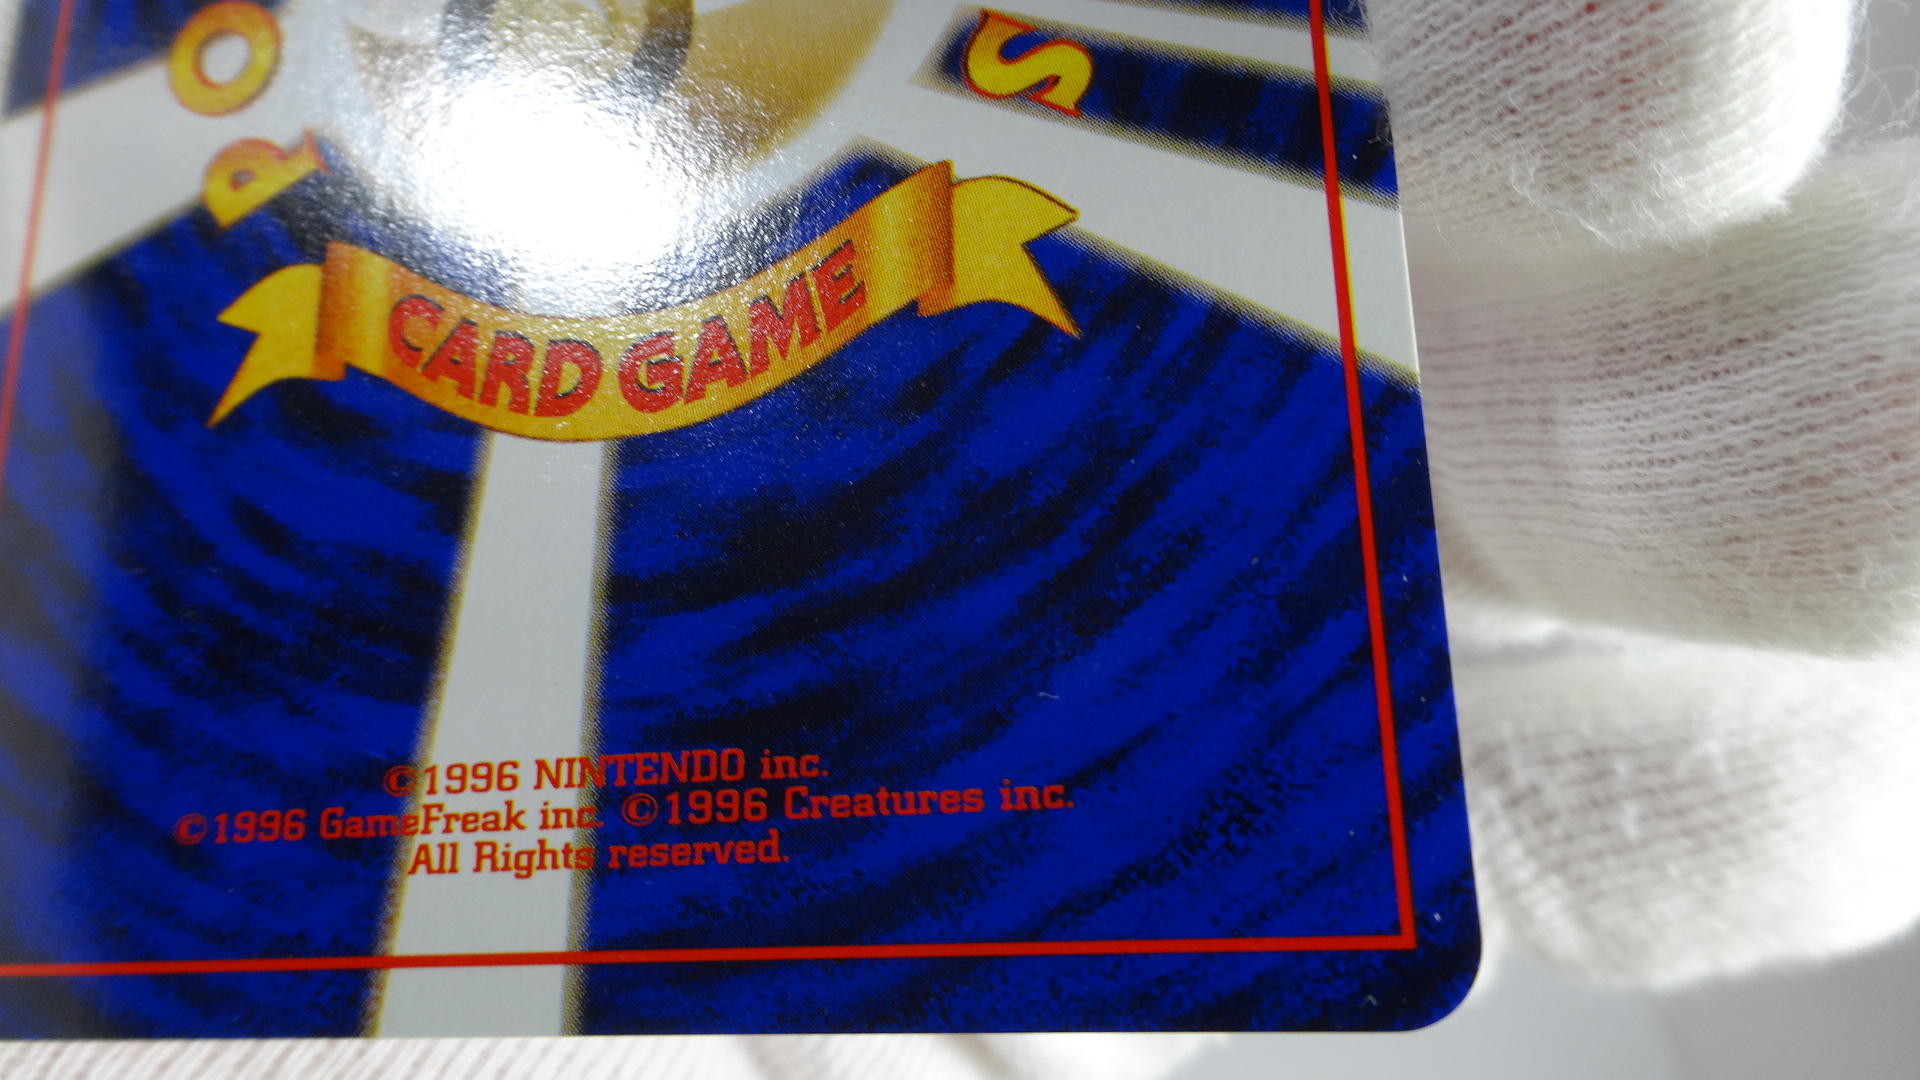 P O S
CARD GAME
©1996 NINTENDO inc.
©1996 GameFreak inc. ©1996 Creatures inc.
All Rights reserved.